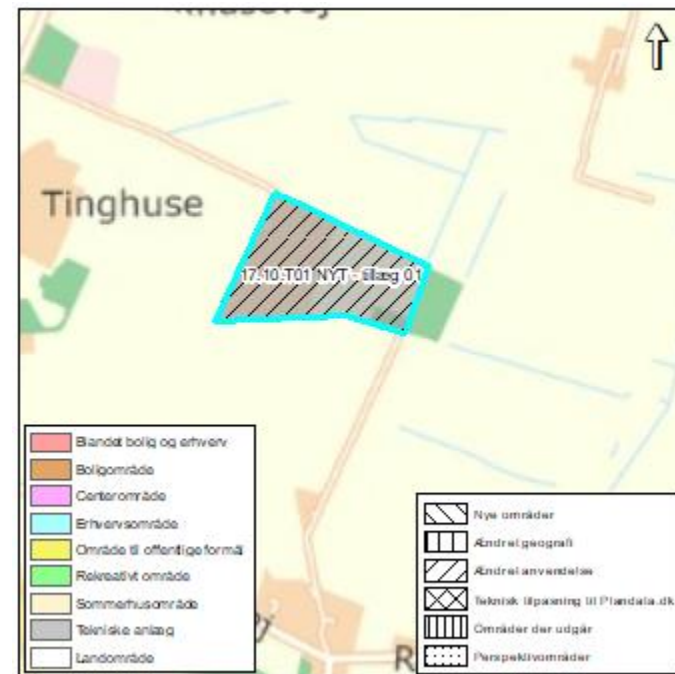 Tinghuse
17.10.T01 NYT - tillæg 01
Blandet bolig og erhverv
Boligområde
Centerområde
Erhvervsområde
Område til offentlige formål
Rekreativt område
Sommerhusområde
Tekniske anlæg
Landområde
Nye områder
Ændret geografi
Ændret anvendelse
Teknisk tilpasning til Plandata.dk
Områder der udgår
Perspektivområder